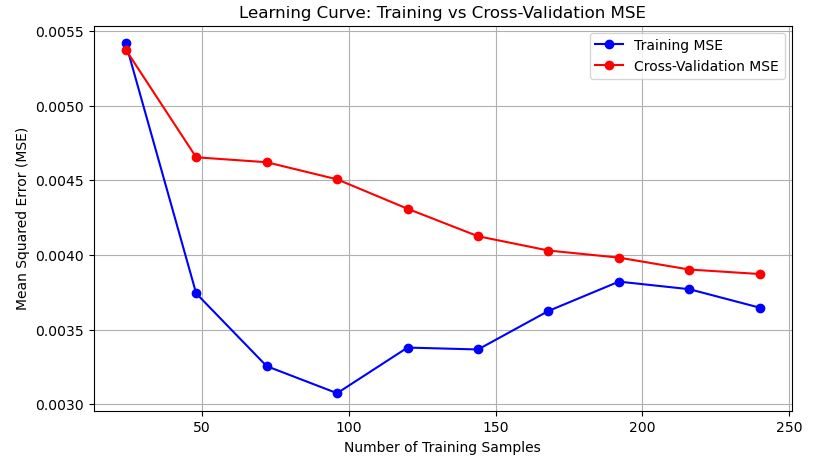 Learning Curve: Training vs Cross-Validation MSE
Training MSE
Cross-Validation MSE
Mean Squared Error (MSE)
0.0055
0.0050
0.0045
0.0040
0.0035
0.0030
50
100
150
200
250
Number of Training Samples